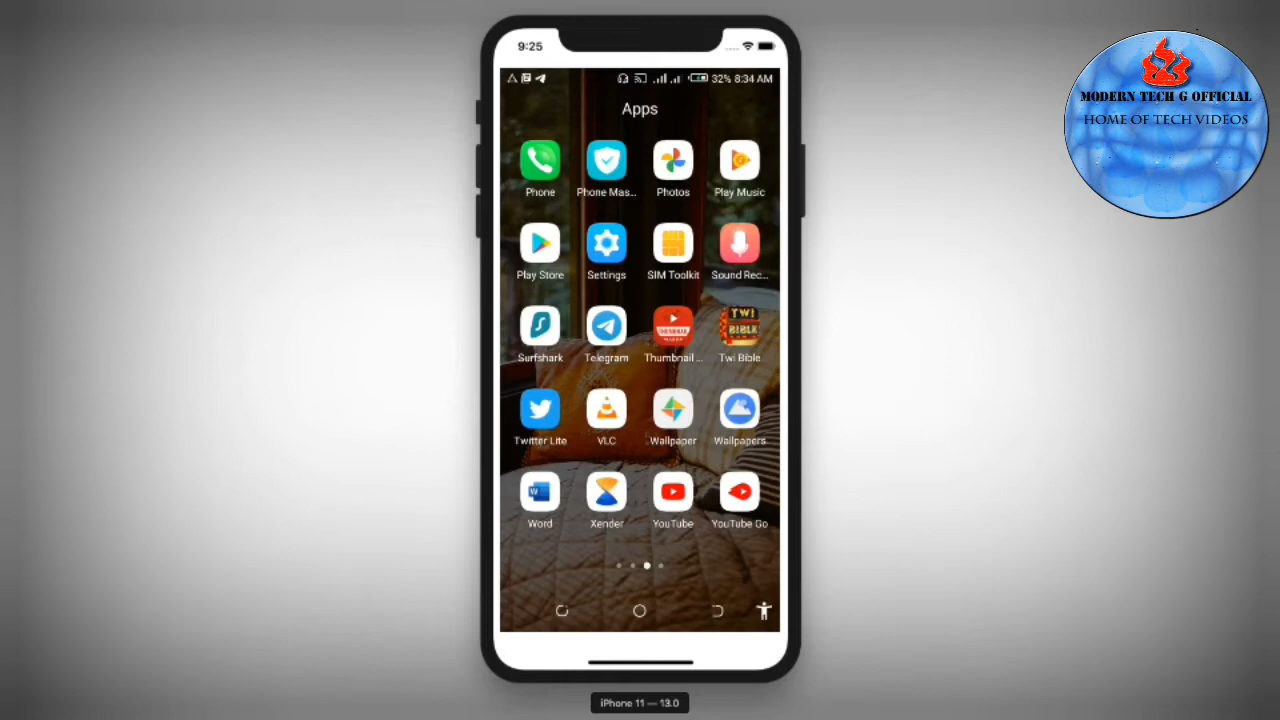 9:25
32% 8:34 AM
Apps
Phone
Phone Mas...
Photos
Play Music
Play Store
Settings
SIM Toolkit
Sound Rec...
Surfshark
Telegram
Thumbnail ...
Twi Bible
TWI
BIBLE
Twitter Lite
VLC
Wallpaper
Wallpapers
W
Word
Xender
YouTube
YouTube Go
iPhone 11 — 13.0
MODERN TECH G OFFICIAL
HOME OF TECH VIDEOS